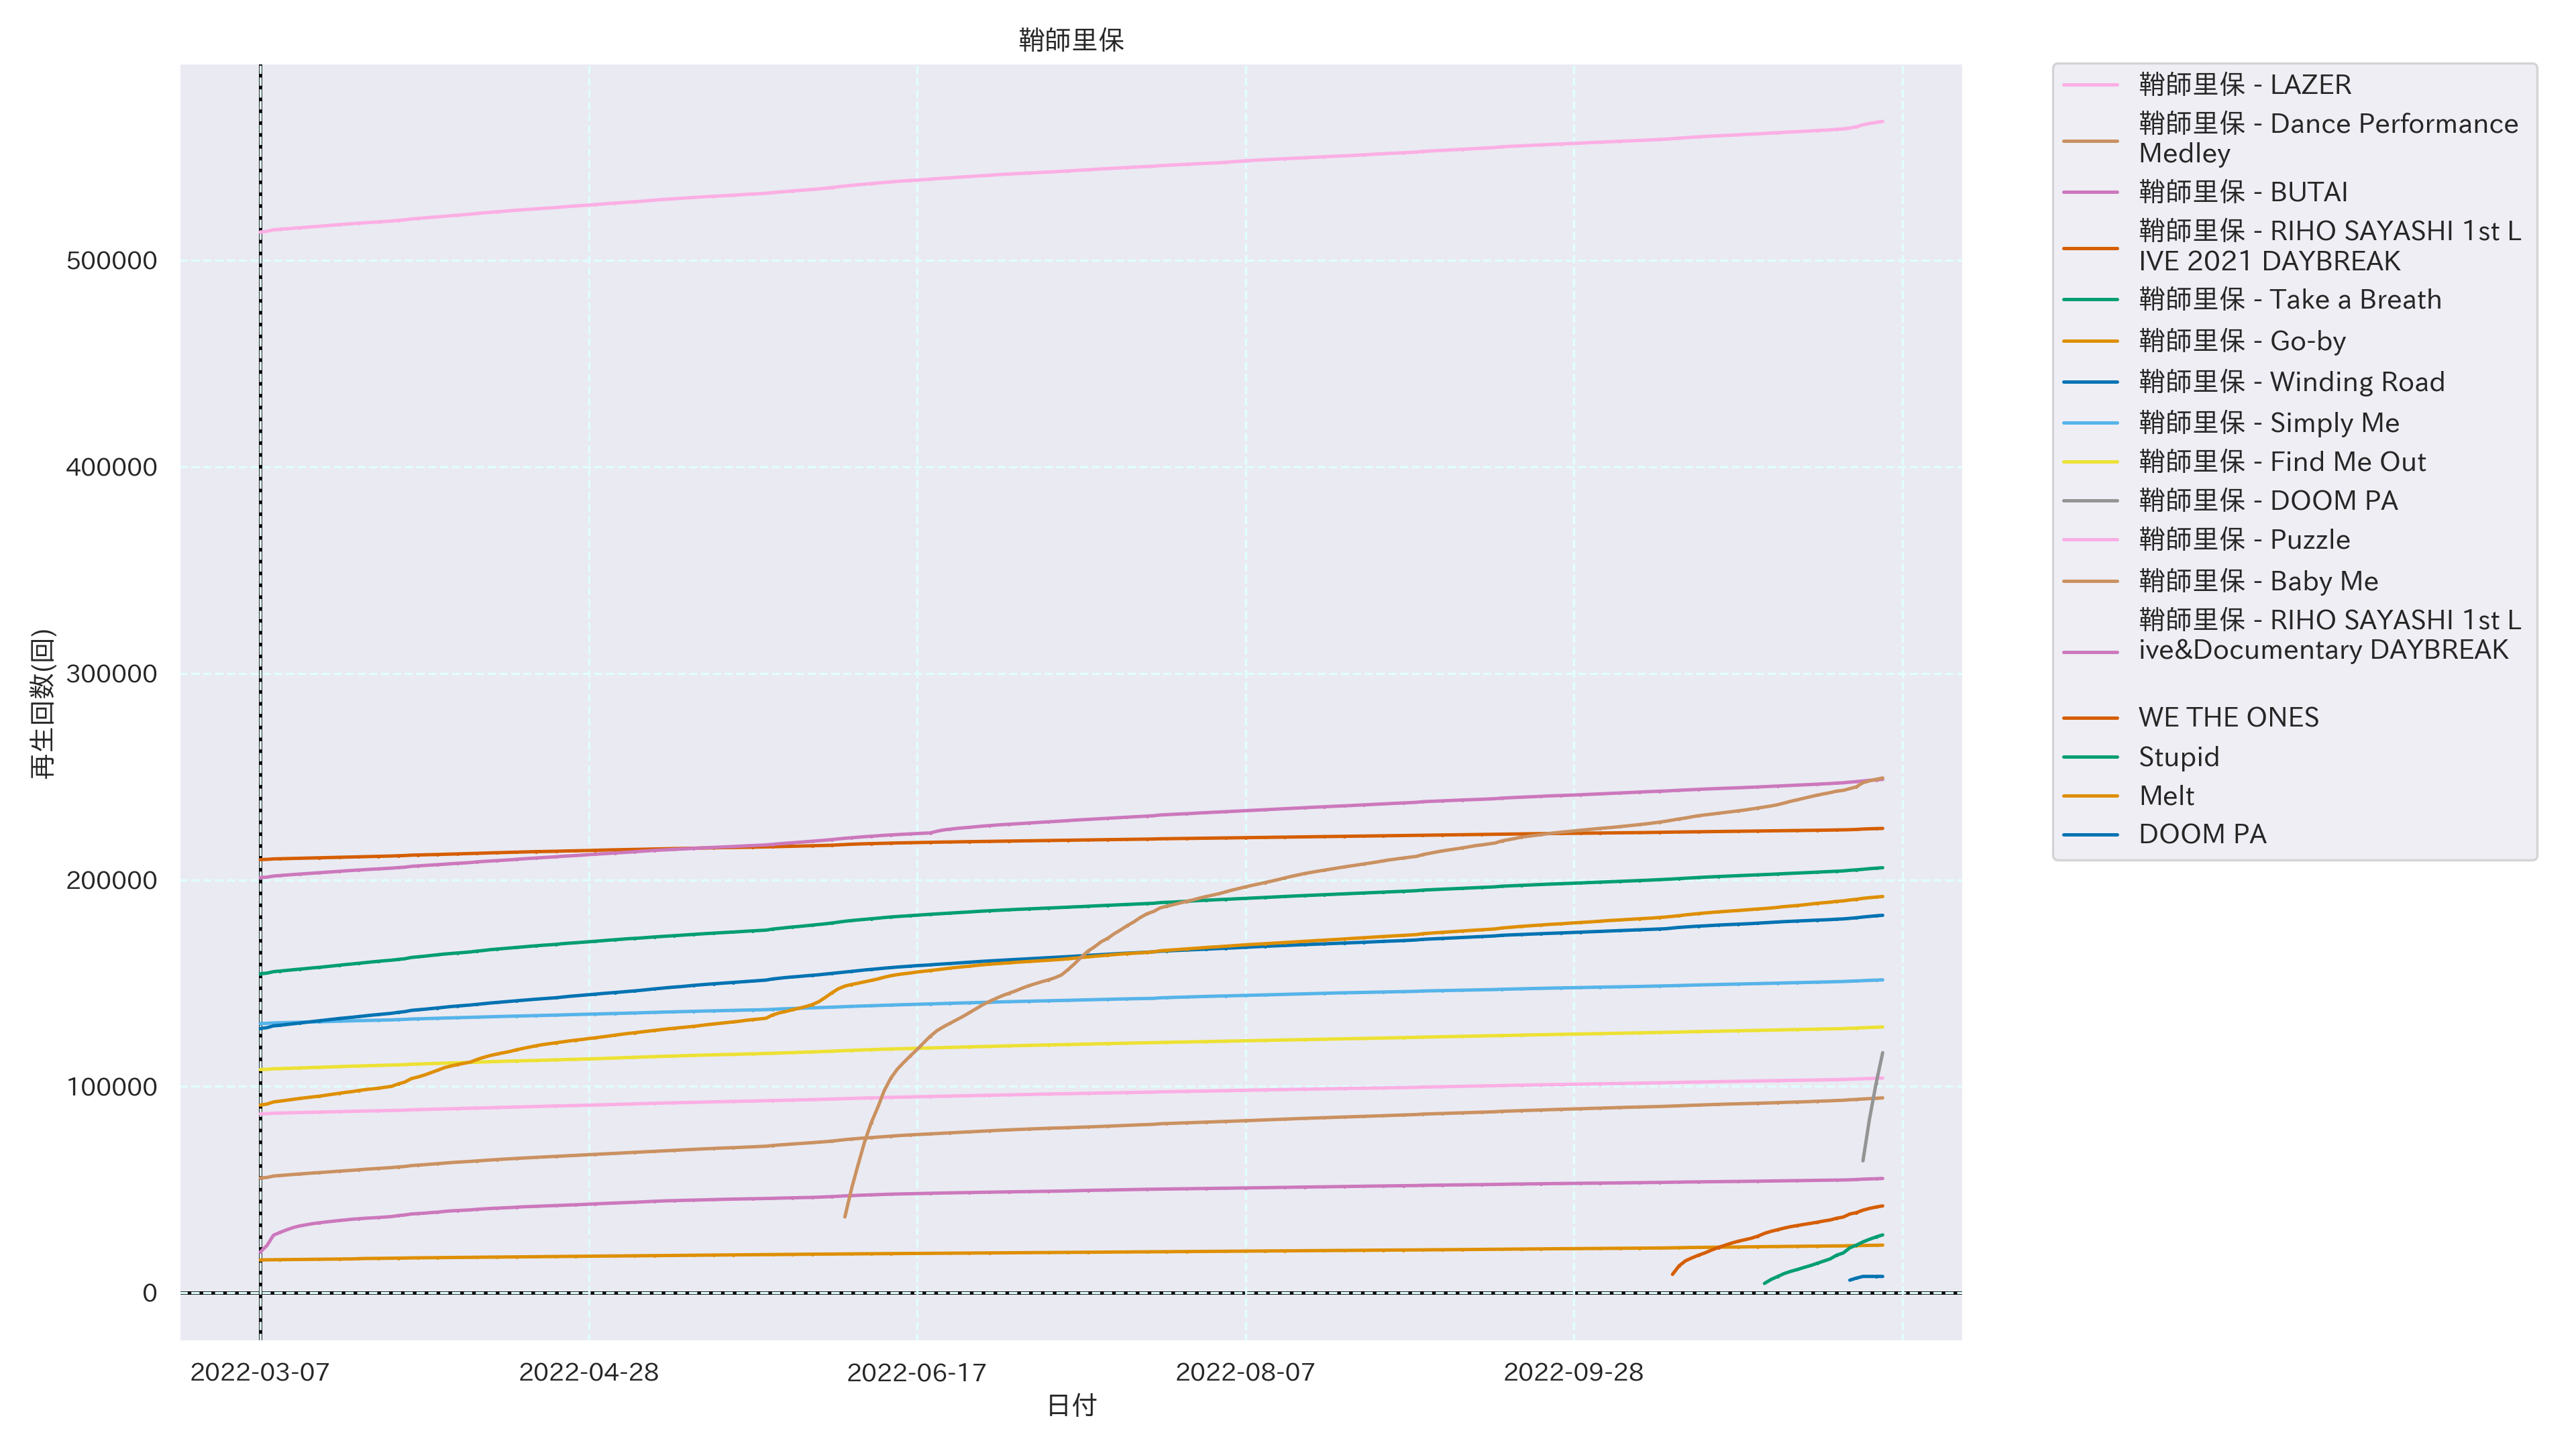 鞘師里保
500000
400000
300000
200000
100000
0
再生回数(回)
2022-03-07
2022-04-28
2022-06-17
2022-08-07
2022-09-28
日付
鞘師里保 - LAZER
鞘師里保 - Dance Performance
Medley
鞘師里保 - BUTAI
鞘師里保 - RIHO SAYASHI 1st L
IVE 2021 DAYBREAK
鞘師里保 - Take a Breath
鞘師里保 - Go-by
鞘師里保 - Winding Road
鞘師里保 - Simply Me
鞘師里保 - Find Me Out
鞘師里保 - DOOM PA
鞘師里保 - Puzzle
鞘師里保 - Baby Me
鞘師里保 - RIHO SAYASHI 1st L
ive&Documentary DAYBREAK
WE THE ONES
Stupid
Melt
DOOM PA